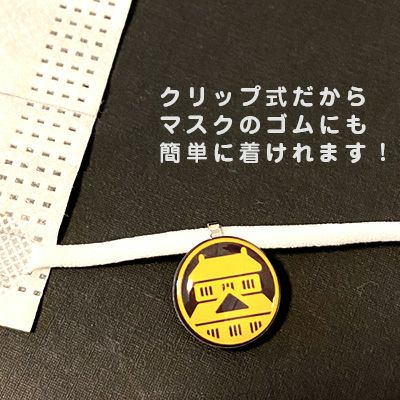 クリップ式だから
マスクのゴムにも
簡単に着けれます！